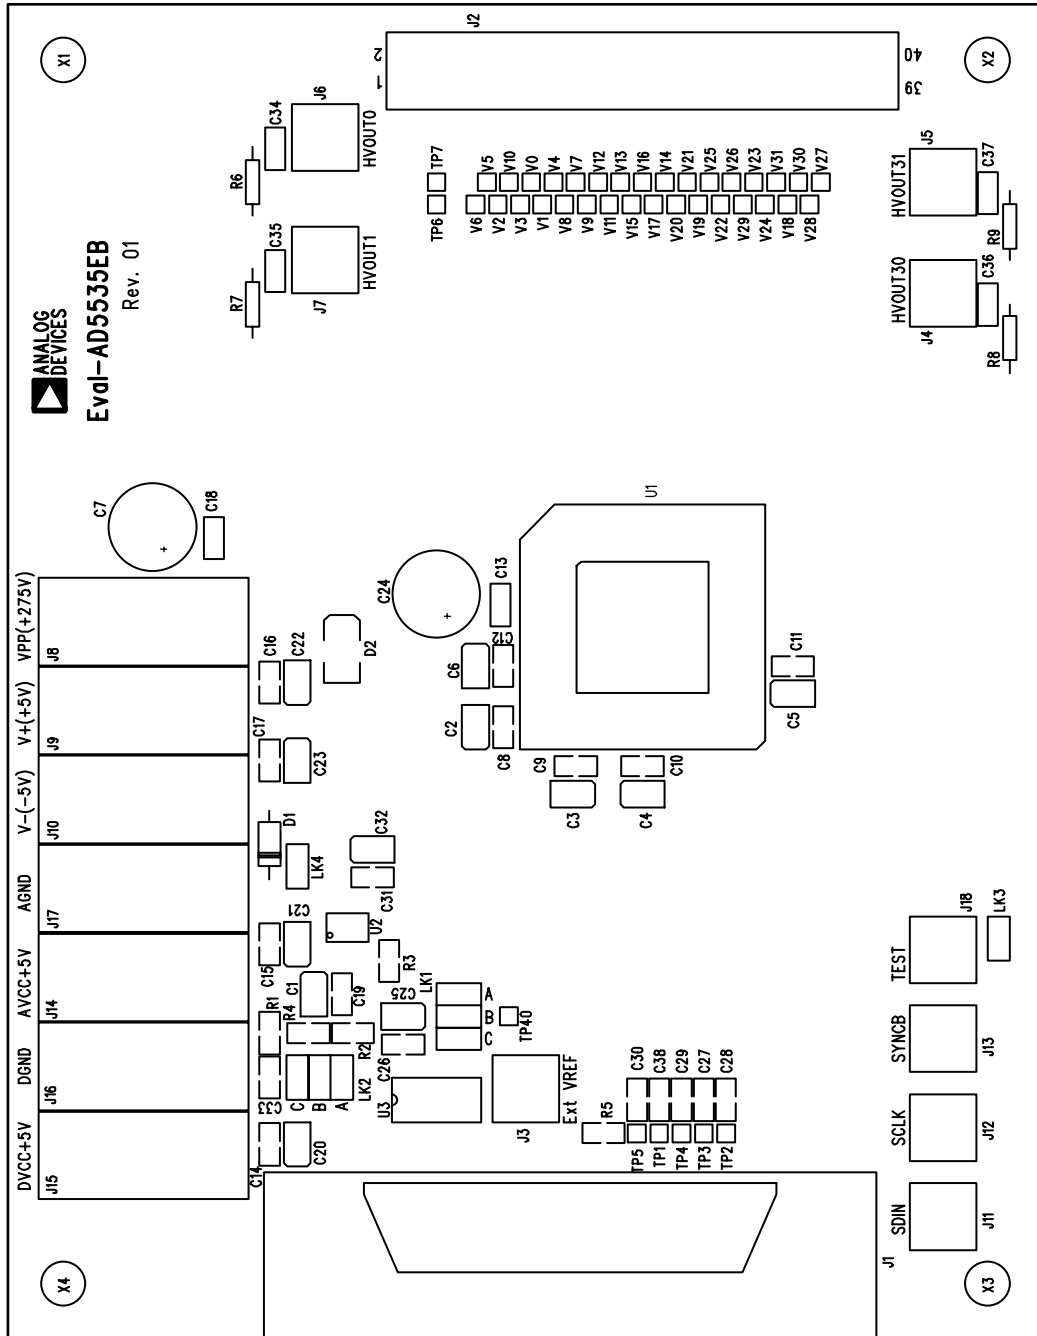 X1
J2
2
1
40
39
X2
C34
J6
HVOUT0
R6
C35
J7
HVOUT1
R7
TP7
TP6
V5
V10
V0
V4
V7
V12
V13
V16
V14
V21
V25
V26
V23
V31
V30
V27
V6
V2
V3
V1
V8
V9
V11
V15
V17
V20
V19
V22
V29
V24
V18
V28
J5
HVOUT31
C37
R9
HVOUT30
J4
C36
R8
ANALOG
DEVICES
Eval-AD5535EB
Rev. 01
C7
C18
U1
C24
C13
C12
C6
C2
C8
C11
C5
C9
C3
C10
C4
VPP(+275V)
J8
V+(+5V)
J9
V-(-5V)
J10
AGND
J17
AVCC+5V
J14
DGND
J16
DVCC+5V
J15
C16
C22
D2
C17
C23
D1
LK4
C32
C31
C21
C15
U2
R3
C1
C19
R1
R4
R2
C25
C26
LK1
A
B
C
TP40
C33
C
B
A
LK2
U3
J3
Ext VREF
C14
C20
R5
C30
C38
C29
C27
C28
TP5
TP1
TP4
TP3
TP2
J18
TEST
LK3
SYNCB
J13
SCLK
J12
SDIN
J11
J1
X4
X3